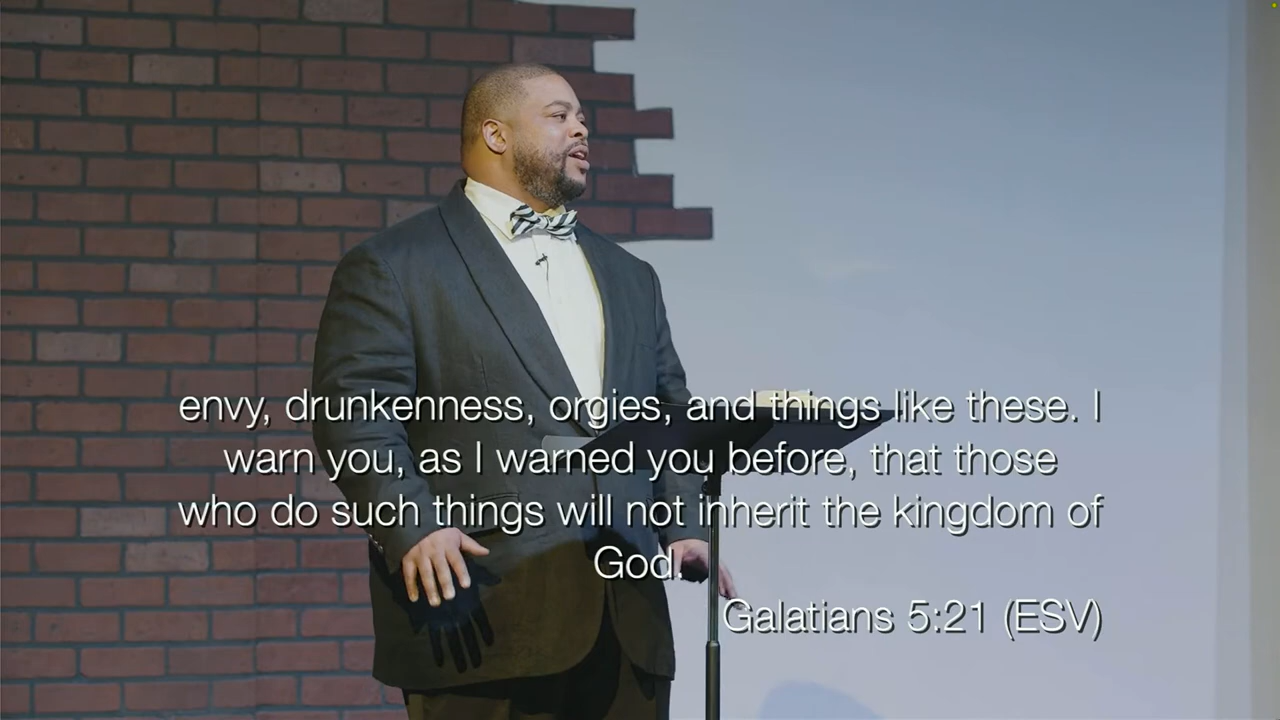 envy, drunkenness, orgies, and things like these. I
warn you, as I warned you before, that those
who do such things will not inherit the kingdom of
God.
Galatians 5:21 (ESV)